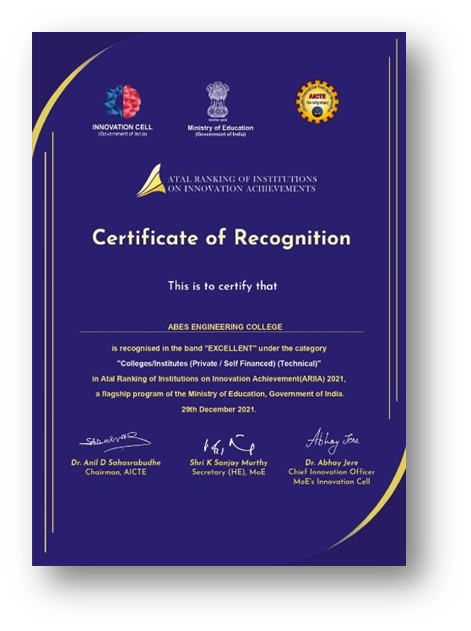 INNOVATION CELL
(Government of India)
Ministry of Education
(Government of India)
AICTE
ATAL RANKING OF INSTITUTIONS
ON INNOVATION ACHIEVEMENTS
Certificate of Recognition
This is to certify that
ABES ENGINEERING COLLEGE
is recognised in the band "EXCELLENT" under the category
"Colleges/Institutes (Private / Self Financed) (Technical)"
in Atal Ranking of Institutions on Innovation Achievement(ARIIA) 2021,
a flagship program of the Ministry of Education, Government of India.
29th December 2021.
Abhay Jere
Dr. Anil D Sahasrabudhe
Chairman, AICTE
Shri K Sanjay Murthy
Secretary (HE), MoE
Dr. Abhay Jere
Chief Innovation Officer
MoE's Innovation Cell